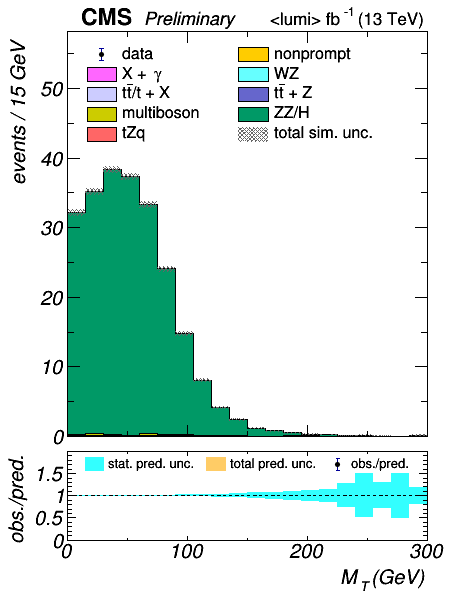 CMS Preliminary <lumi> fb⁻¹ (13 TeV)
events / 15 GeV
data
nonprompt
X + γ
WZ
tt̄/t + X
tt̄ + Z
multiboson
ZZ/H
tZq
total sim. unc.
50
40
30
20
10
0
obs./pred.
stat. pred. unc.
total pred. unc.
obs./pred.
1.5
1
0.5
0
0 100 200 300
M_T (GeV)